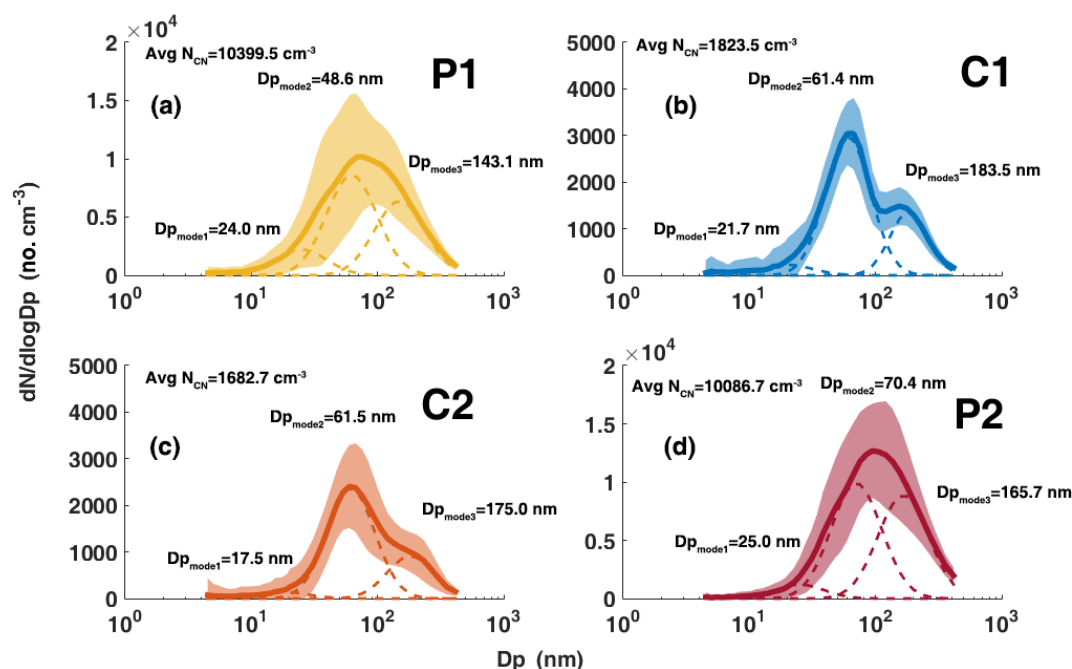 dN/dlogDp (no. cm⁻³)
×10⁴
Avg N_CN=10399.5 cm⁻³
P1
Dp_mode2=48.6 nm
(a)
Dp_mode3=143.1 nm
Dp_mode1=24.0 nm
2
1.5
1
0.5
0
10⁰ 10¹ 10² 10³
Avg N_CN=1823.5 cm⁻³
C1
Dp_mode2=61.4 nm
(b)
Dp_mode3=183.5 nm
Dp_mode1=21.7 nm
5000
4000
3000
2000
1000
0
10⁰ 10¹ 10² 10³
Avg N_CN=1682.7 cm⁻³
C2
Dp_mode2=61.5 nm
(c)
Dp_mode3=175.0 nm
Dp_mode1=17.5 nm
5000
4000
3000
2000
1000
0
10⁰ 10¹ 10² 10³
×10⁴
Avg N_CN=10086.7 cm⁻³
Dp_mode2=70.4 nm
P2
(d)
Dp_mode3=165.7 nm
Dp_mode1=25.0 nm
2
1.5
1
0.5
0
10⁰ 10¹ 10² 10³
Dp (nm)